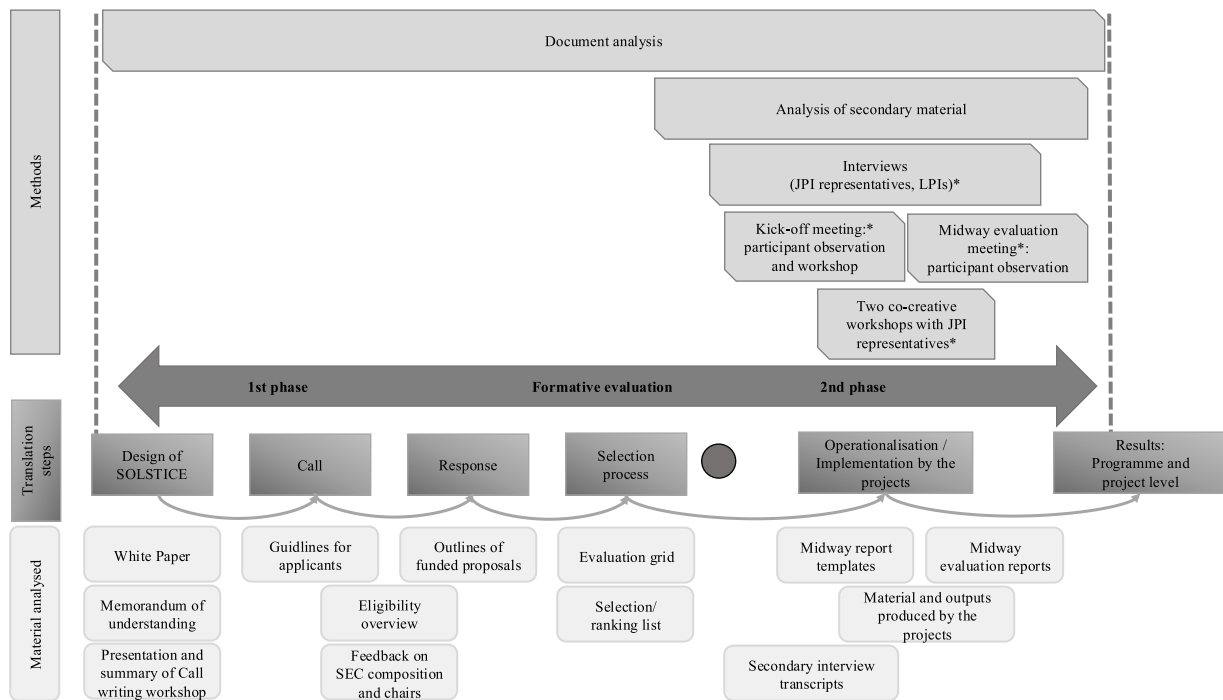 Methods
Document analysis
Analysis of secondary material
Interviews
(JPI representatives, LPIs)*
Kick-off meeting:*
participant observation
and workshop
Midway evaluation
meeting*:
participant observation
Two co-creative
workshops with JPI
representatives*
1st phase
Formative evaluation
2nd phase
Translation
steps
Design of
SOLSTICE
Call
Response
Selection
process
Operationalisation /
Implementation by the
projects
Results:
Programme and
project level
Material analysed
White Paper
Guidlines for
applicants
Outlines of
funded proposals
Evaluation grid
Midway report
templates
Midway
evaluation reports
Memorandum of
understanding
Eligibility
overview
Selection/
ranking list
Material and outputs
produced by the
projects
Presentation and
summary of Call
writing workshop
Feedback on
SEC composition
and chairs
Secondary interview
transcripts